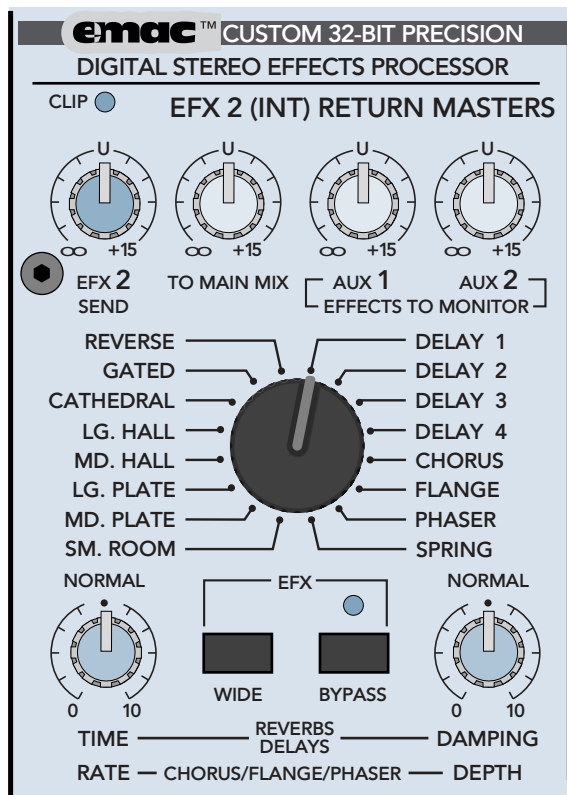 emac™ CUSTOM 32-BIT PRECISION
DIGITAL STEREO EFFECTS PROCESSOR
CLIP
EFX 2 (INT) RETURN MASTERS
U U U U
∞ +15 ∞ +15 ∞ +15 ∞ +15
EFX 2 TO MAIN MIX AUX 1 AUX 2
SEND EFFECTS TO MONITOR
REVERSE DELAY 1
GATED DELAY 2
CATHEDRAL DELAY 3
LG. HALL DELAY 4
MD. HALL CHORUS
LG. PLATE FLANGE
MD. PLATE PHASER
SM. ROOM SPRING
NORMAL EFX NORMAL
0 10 WIDE BYPASS 0 10
TIME REVERBS DAMPING
DELAYS
RATE CHORUS/FLANGE/PHASER DEPTH